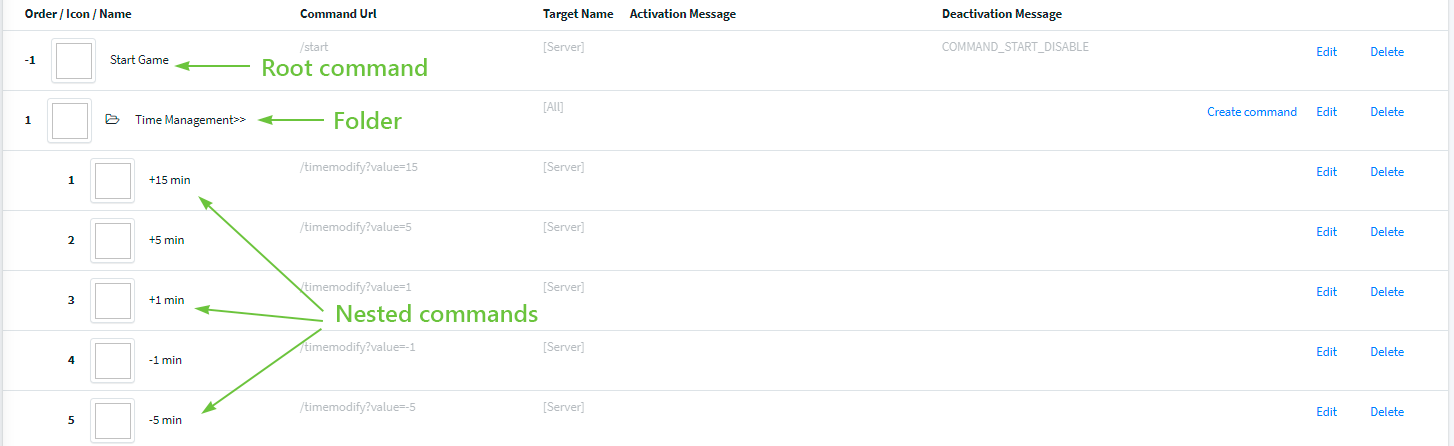 Order / Icon / Name Command Url Target Name Activation Message Deactivation Message
-1 Start Game /start [Server] COMMAND_START_DISABLE Edit Delete
Root command
1 Time Management>> [All] Create command Edit Delete
Folder
1 +15 min /timemodify?value=15 [Server] Edit Delete
2 +5 min /timemodify?value=5 [Server] Edit Delete
3 +1 min /timemodify?value=1 [Server] Edit Delete
Nested commands
4 -1 min /timemodify?value=-1 [Server] Edit Delete
5 -5 min /timemodify?value=-5 [Server] Edit Delete